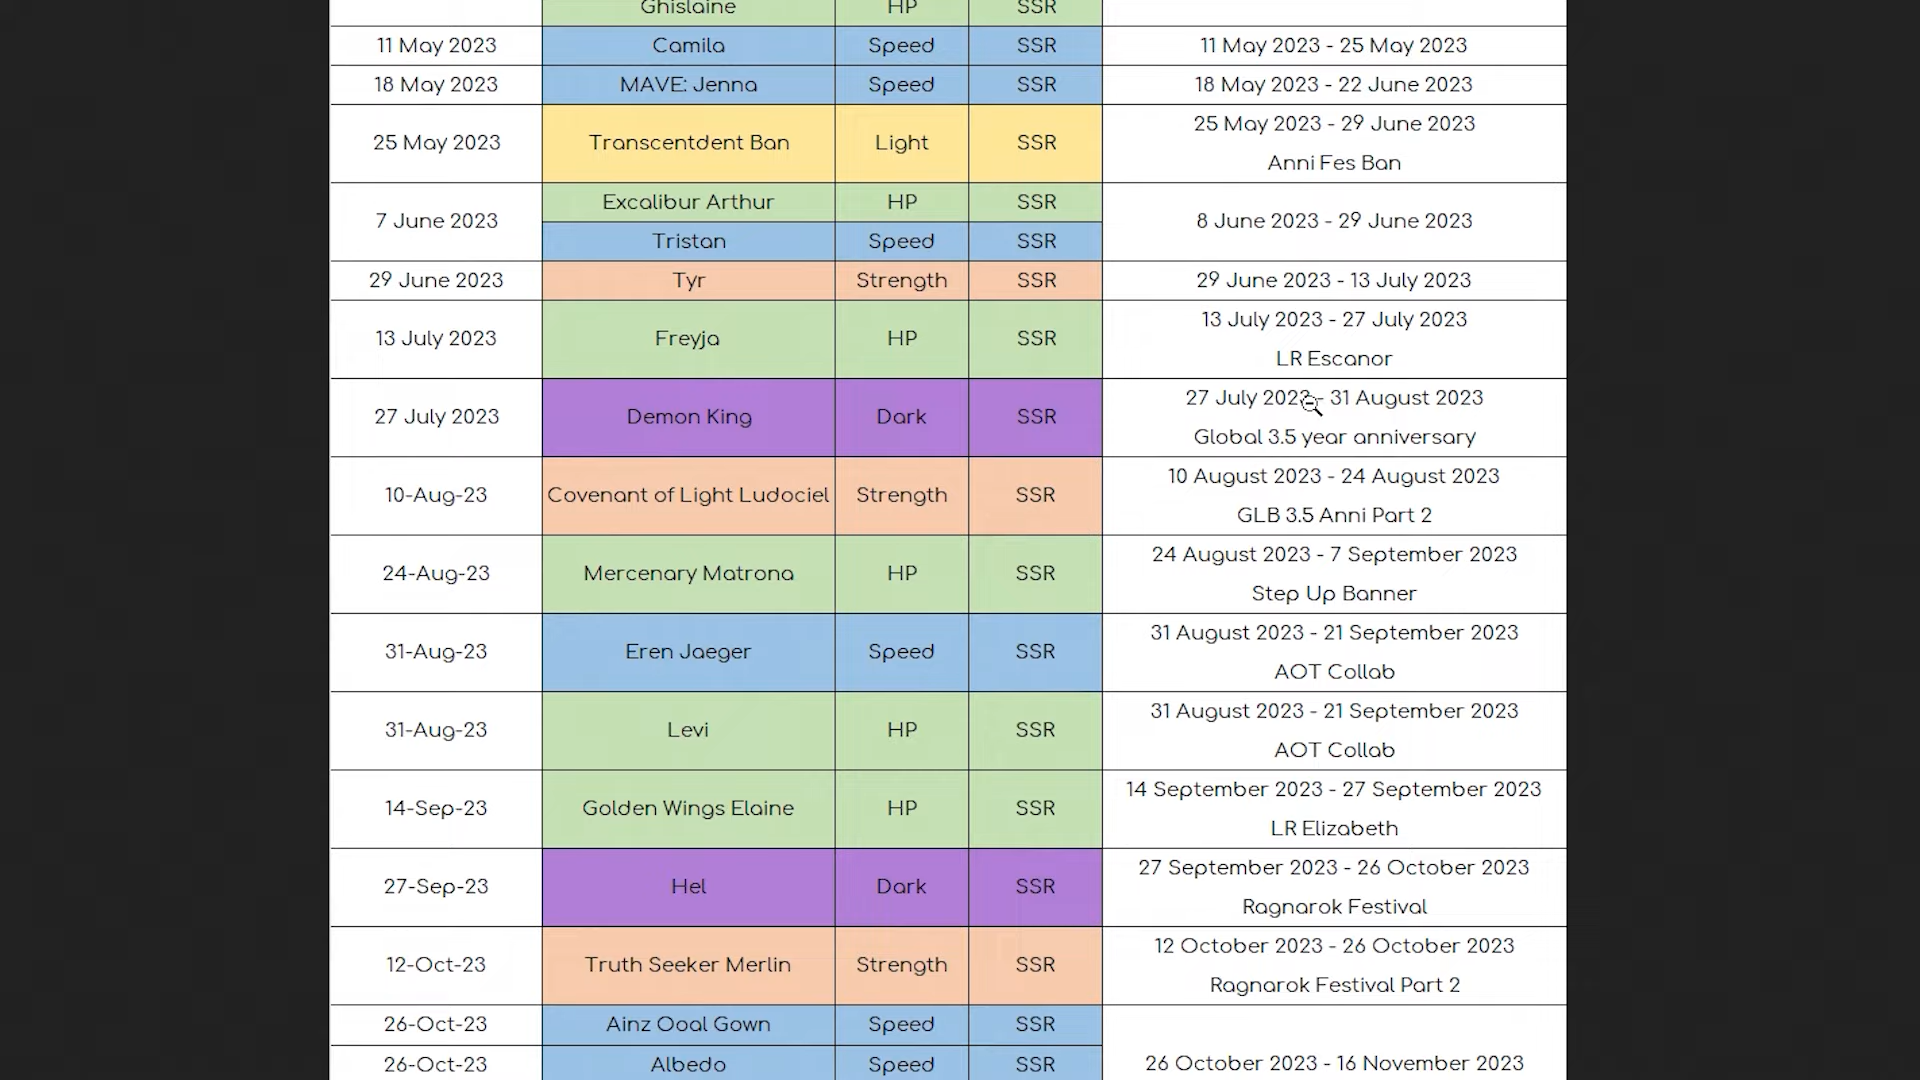 Ghislaine HP SSR
11 May 2023 Camila Speed SSR 11 May 2023 - 25 May 2023
18 May 2023 MAVE: Jenna Speed SSR 18 May 2023 - 22 June 2023
25 May 2023 Transcentdent Ban Light SSR 25 May 2023 - 29 June 2023
Anni Fes Ban
7 June 2023 Excalibur Arthur HP SSR 8 June 2023 - 29 June 2023
Tristan Speed SSR
29 June 2023 Tyr Strength SSR 29 June 2023 - 13 July 2023
13 July 2023 Freyja HP SSR 13 July 2023 - 27 July 2023
LR Escanor
27 July 2023 Demon King Dark SSR 27 July 2023 - 31 August 2023
Global 3.5 year anniversary
10-Aug-23 Covenant of Light Ludociel Strength SSR 10 August 2023 - 24 August 2023
GLB 3.5 Anni Part 2
24-Aug-23 Mercenary Matrona HP SSR 24 August 2023 - 7 September 2023
Step Up Banner
31-Aug-23 Eren Jaeger Speed SSR 31 August 2023 - 21 September 2023
AOT Collab
31-Aug-23 Levi HP SSR 31 August 2023 - 21 September 2023
AOT Collab
14-Sep-23 Golden Wings Elaine HP SSR 14 September 2023 - 27 September 2023
LR Elizabeth
27-Sep-23 Hel Dark SSR 27 September 2023 - 26 October 2023
Ragnarok Festival
12-Oct-23 Truth Seeker Merlin Strength SSR 12 October 2023 - 26 October 2023
Ragnarok Festival Part 2
26-Oct-23 Ainz Ooal Gown Speed SSR
26-Oct-23 Albedo Speed SSR 26 October 2023 - 16 November 2023